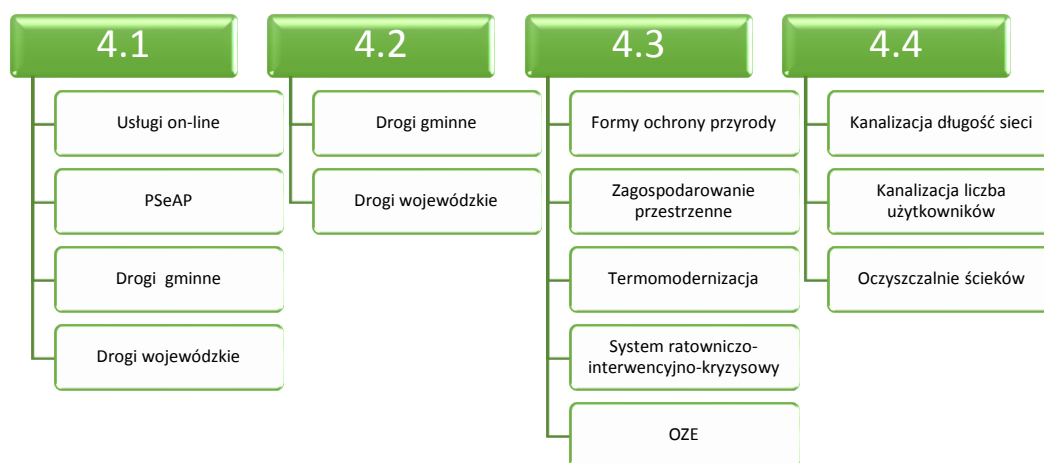 4.1
Usługi on-line
PSeAP
Drogi gminne
Drogi wojewódzkie
4.2
Drogi gminne
Drogi wojewódzkie
4.3
Formy ochrony przyrody
Zagospodarowanie
przestrzenne
Termomodernizacja
System ratowniczo-
interwencyjno-kryzysowy
OZE
4.4
Kanalizacja długość sieci
Kanalizacja liczba
użytkowników
Oczyszczalnie ścieków